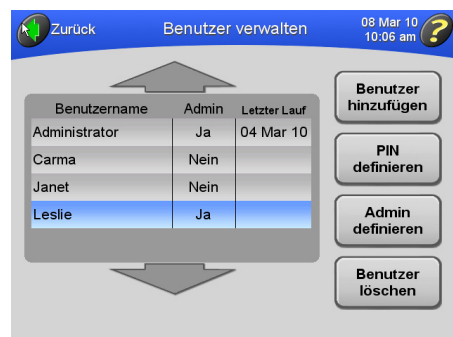 Zurück
Benutzer verwalten
08 Mar 10
10:06 am
?
Benutzername Admin Letzter Lauf
Administrator Ja 04 Mar 10
Carma Nein
Janet Nein
Leslie Ja
Benutzer
hinzufügen
PIN
definieren
Admin
definieren
Benutzer
löschen